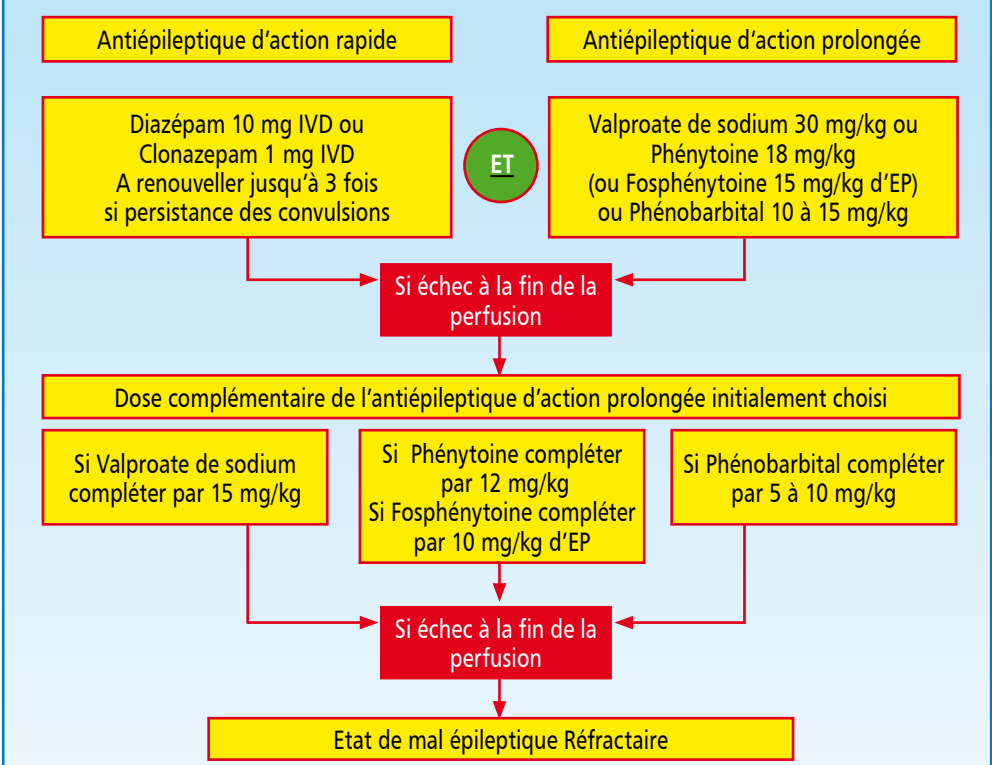 Antiépileptique d'action rapide
Antiépileptique d'action prolongée
Diazépam 10 mg IVD ou
Clonazepam 1 mg IVD
A renouveller jusqu'à 3 fois
si persistance des convulsions
ET
Valproate de sodium 30 mg/kg ou
Phénytoine 18 mg/kg
(ou Fosphénytoine 15 mg/kg d'EP)
ou Phénobarbital 10 à 15 mg/kg
Si échec à la fin de la
perfusion
Dose complémentaire de l'antiépileptique d'action prolongée initialement choisi
Si Valproate de sodium
compléter par 15 mg/kg
Si Phénytoine compléter
par 12 mg/kg
Si Fosphénytoine compléter
par 10 mg/kg d'EP
Si Phénobarbital compléter
par 5 à 10 mg/kg
Si échec à la fin de la
perfusion
Etat de mal épileptique Réfractaire